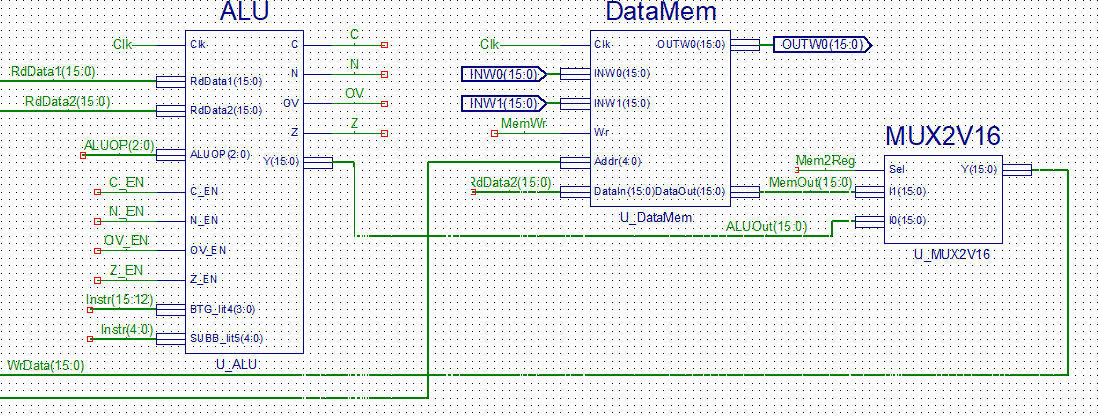 ALU
DataMem
Clk
Clk
C
C
Clk
Clk
OUTW0(15:0)
OUTW0(15:0)
RdData1(15:0)
RdData1(15:0)
N
N
INW0(15:0)
INW0(15:0)
RdData2(15:0)
RdData2(15:0)
OV
OV
INW1(15:0)
INW1(15:0)
Z
Z
MemWr
Wr
MUX2V16
ALUOP(2:0)
ALUOP(2:0)
Y(15:0)
Addr(4:0)
Mem2Reg
Sel
Y(15:0)
C_EN
C_EN
RdData2(15:0)
DataIn(15:0)
DataOut(15:0)
MemOut(15:0)
I1(15:0)
N_EN
N_EN
U_DataMem
ALUOut(15:0)
I0(15:0)
OV_EN
OV_EN
U_MUX2V16
Z_EN
Z_EN
Instr(15:12)
BTG_lit4(3:0)
Instr(4:0)
SUBB_lit5(4:0)
WrData(15:0)
U_ALU